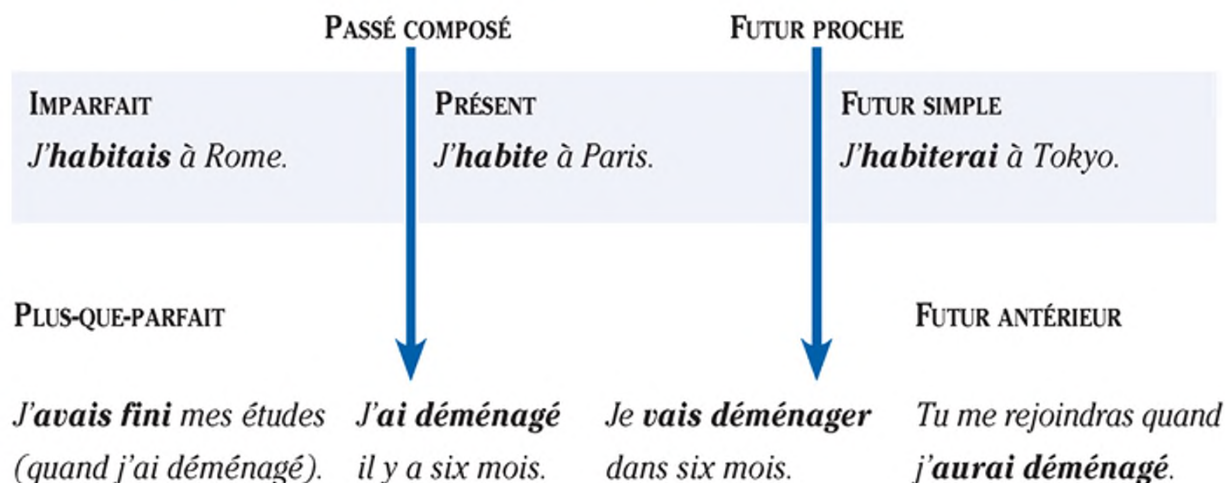 PASSÉ COMPOSÉ
FUTUR PROCHE
IMPARFAIT
J'habitais à Rome.
PRÉSENT
J'habite à Paris.
FUTUR SIMPLE
J'habiterai à Tokyo.
PLUS-QUE-PARFAIT
J'avais fini mes études
(quand j'ai déménagé).
J'ai déménagé
il y a six mois.
Je vais déménager
dans six mois.
FUTUR ANTÉRIEUR
Tu me rejoindras quand
j'aurai déménagé.